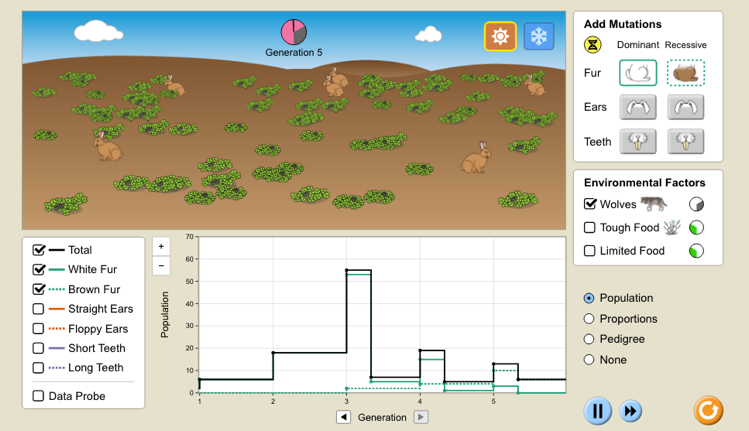 Generation 5
Add Mutations
Dominant Recessive
Fur
Ears
Teeth
Environmental Factors
Wolves
Tough Food
Limited Food
Total
White Fur
Brown Fur
Straight Ears
Floppy Ears
Short Teeth
Long Teeth
Data Probe
+
−
Population
70
60
50
40
30
20
10
0
1 2 3 4 5
Generation
Population
Proportions
Pedigree
None